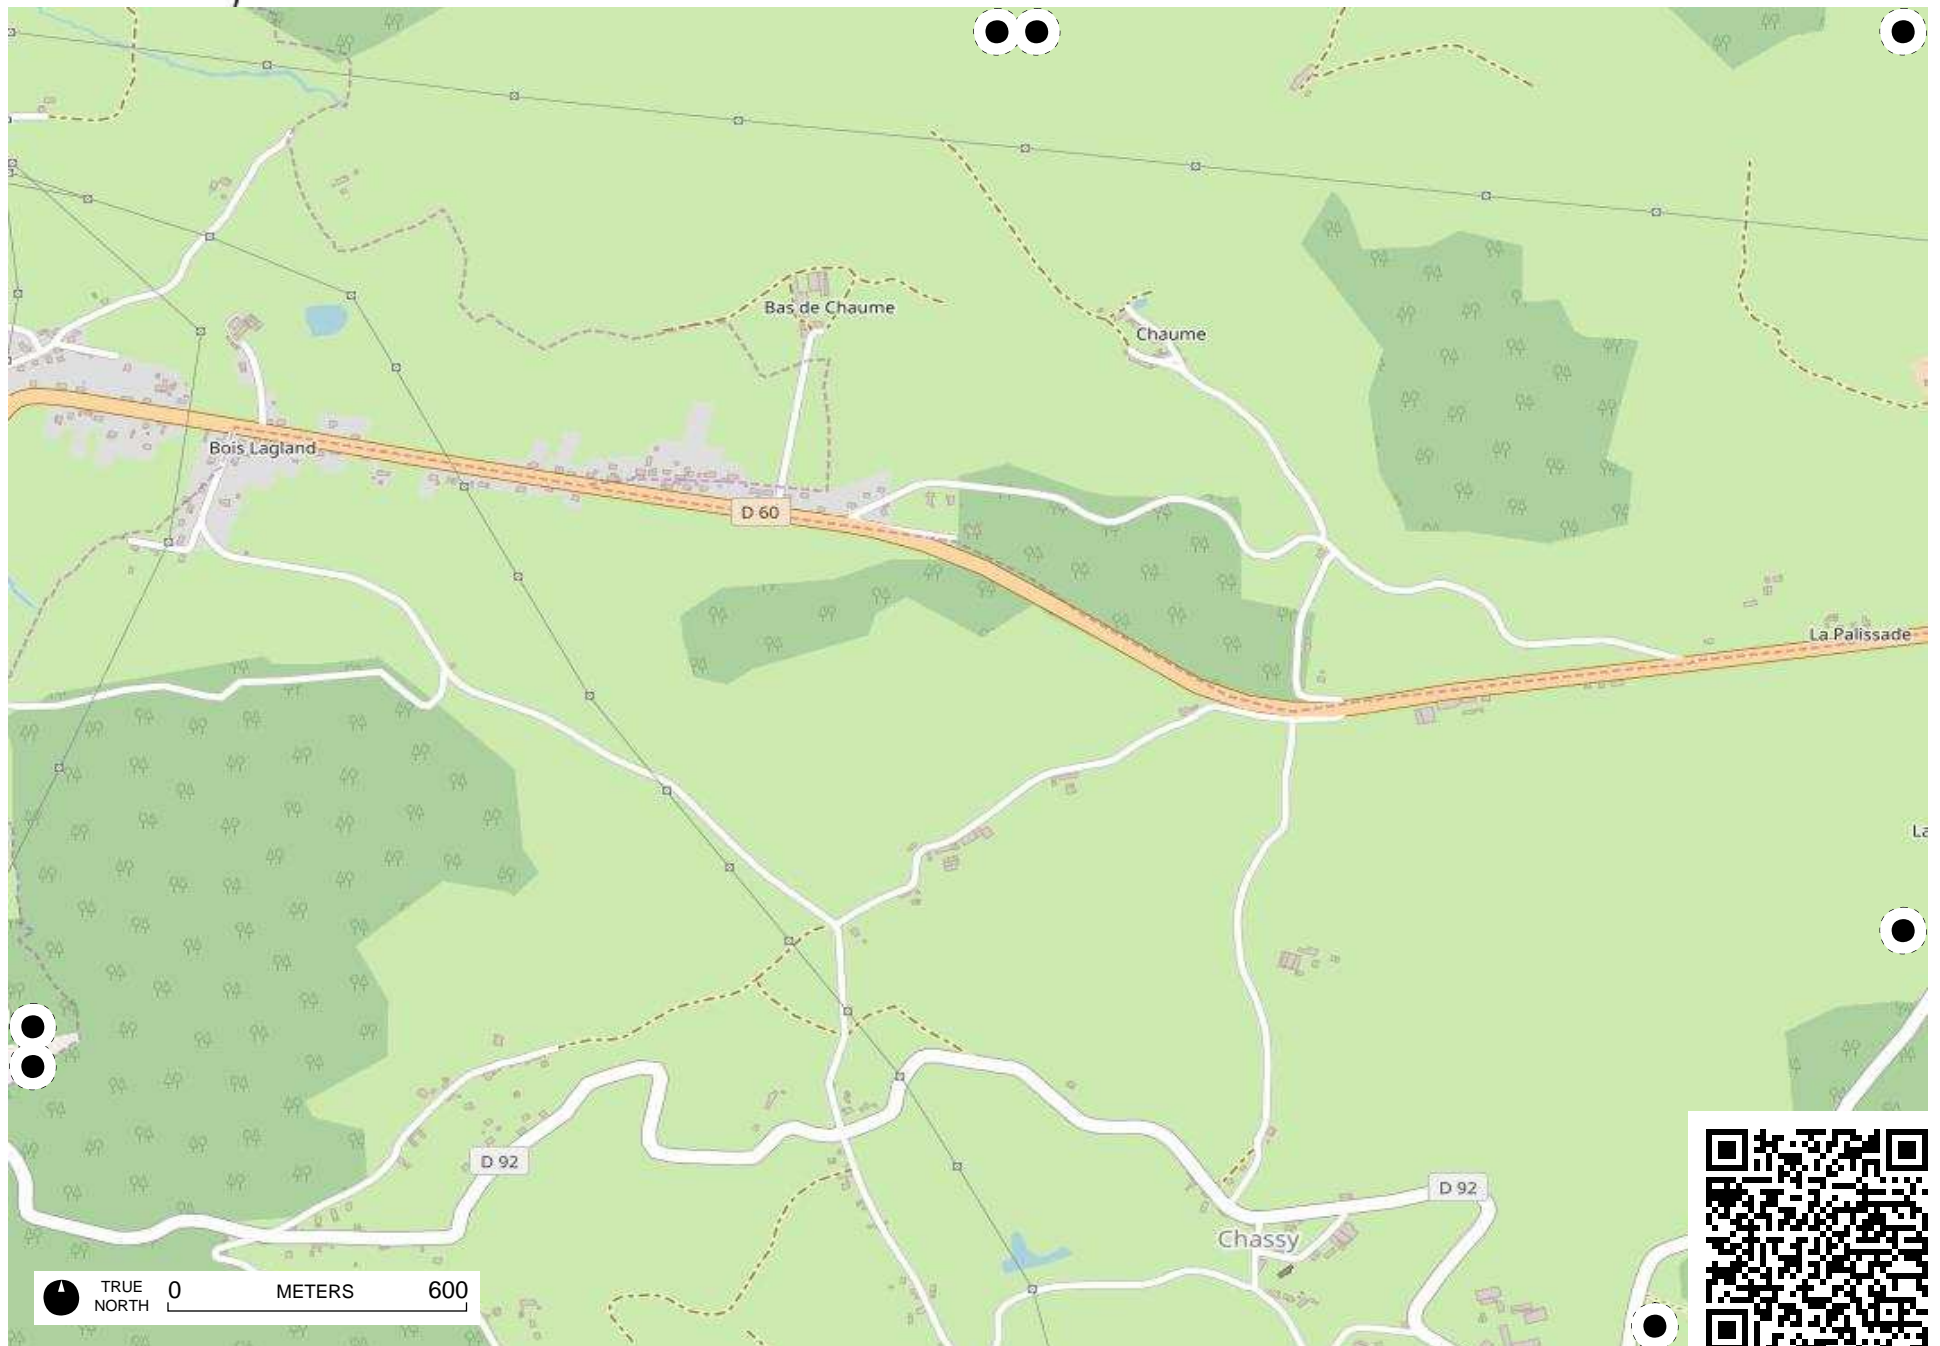 Bas de Chaume
Chaume
Bois Lagland
D 60
La Palissade
La
D 92
D 92
Chassy
TRUE
NORTH
0 METERS 600